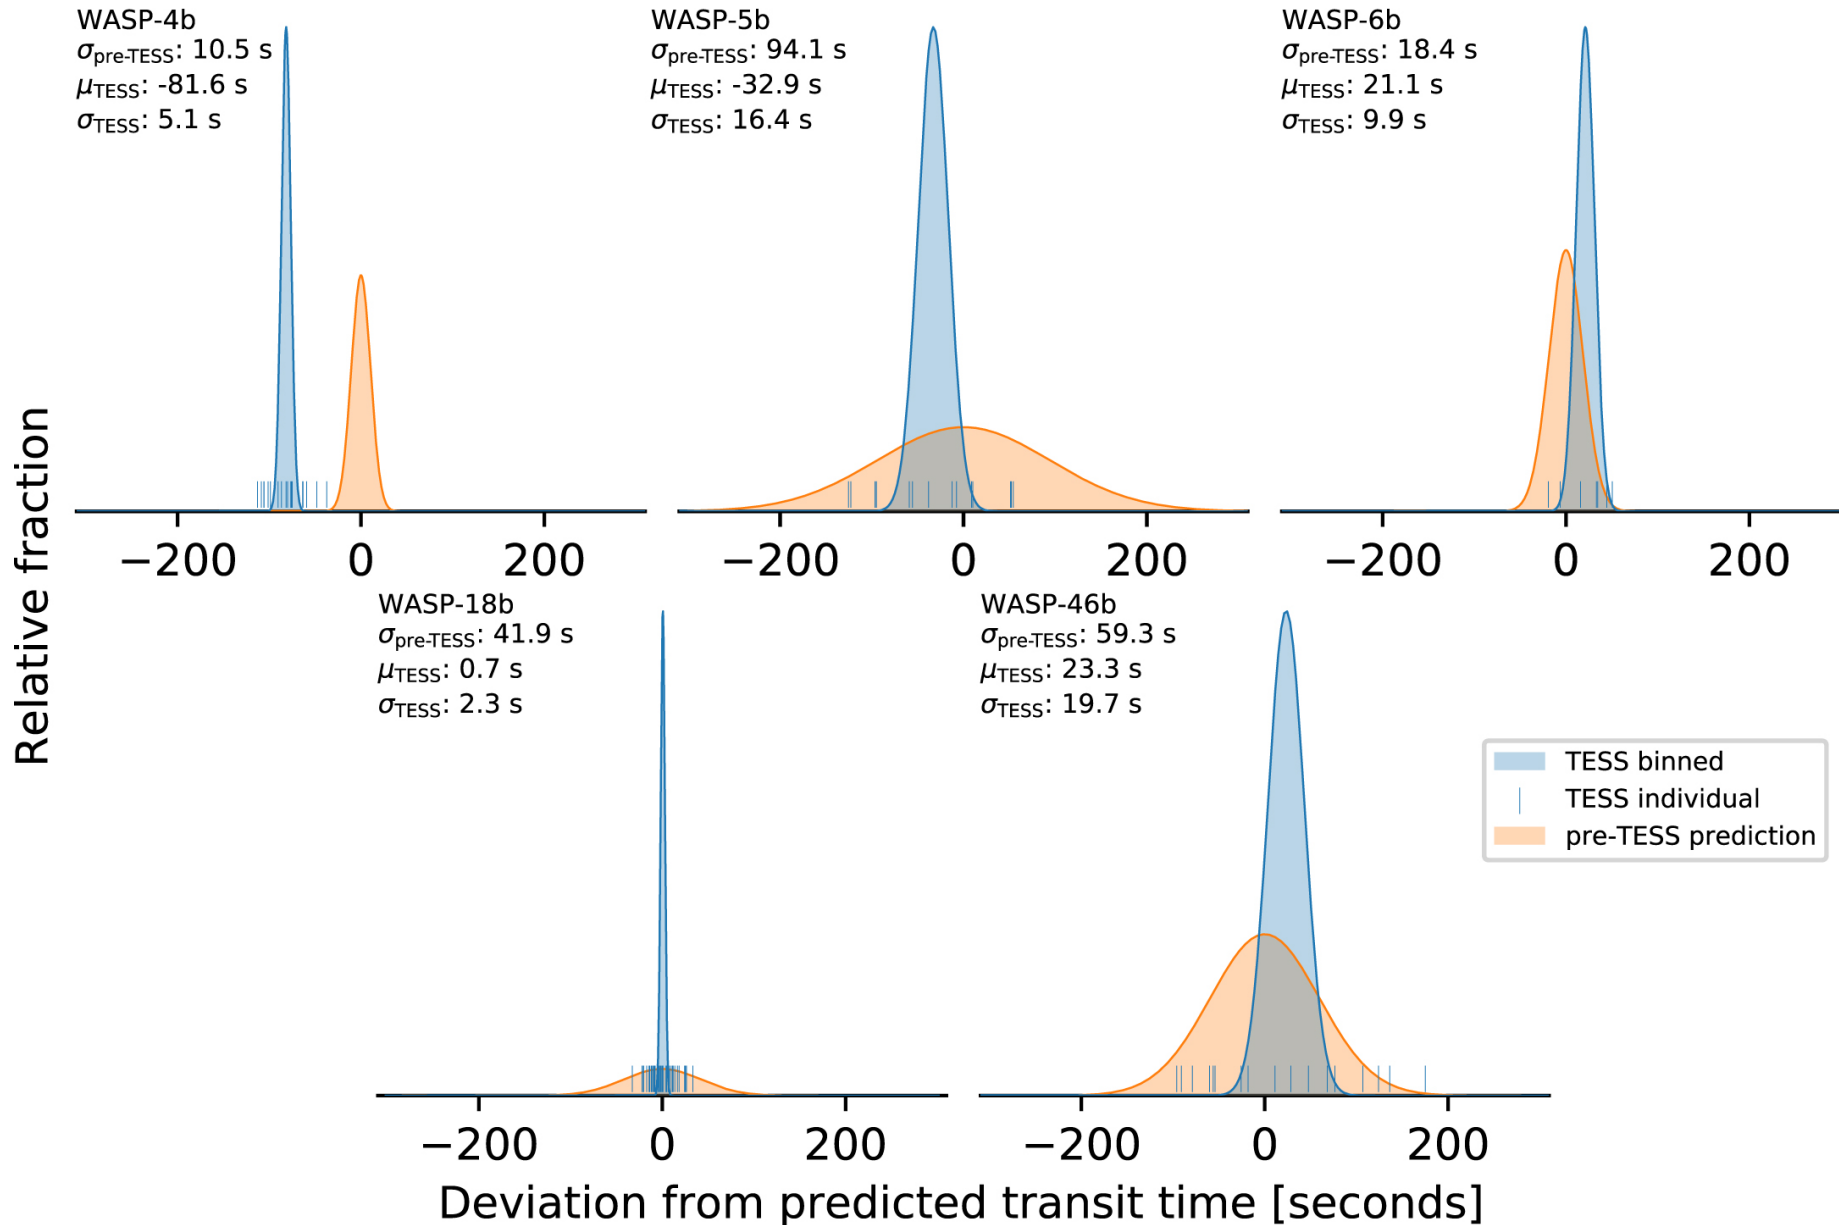 WASP-4b
σpre-TESS: 10.5 s
μTESS: -81.6 s
σTESS: 5.1 s
WASP-5b
σpre-TESS: 94.1 s
μTESS: -32.9 s
σTESS: 16.4 s
WASP-6b
σpre-TESS: 18.4 s
μTESS: 21.1 s
σTESS: 9.9 s
−200 0 200
−200 0 200
−200 0 200
Relative fraction
WASP-18b
σpre-TESS: 41.9 s
μTESS: 0.7 s
σTESS: 2.3 s
WASP-46b
σpre-TESS: 59.3 s
μTESS: 23.3 s
σTESS: 19.7 s
TESS binned
TESS individual
pre-TESS prediction
−200 0 200
−200 0 200
Deviation from predicted transit time [seconds]